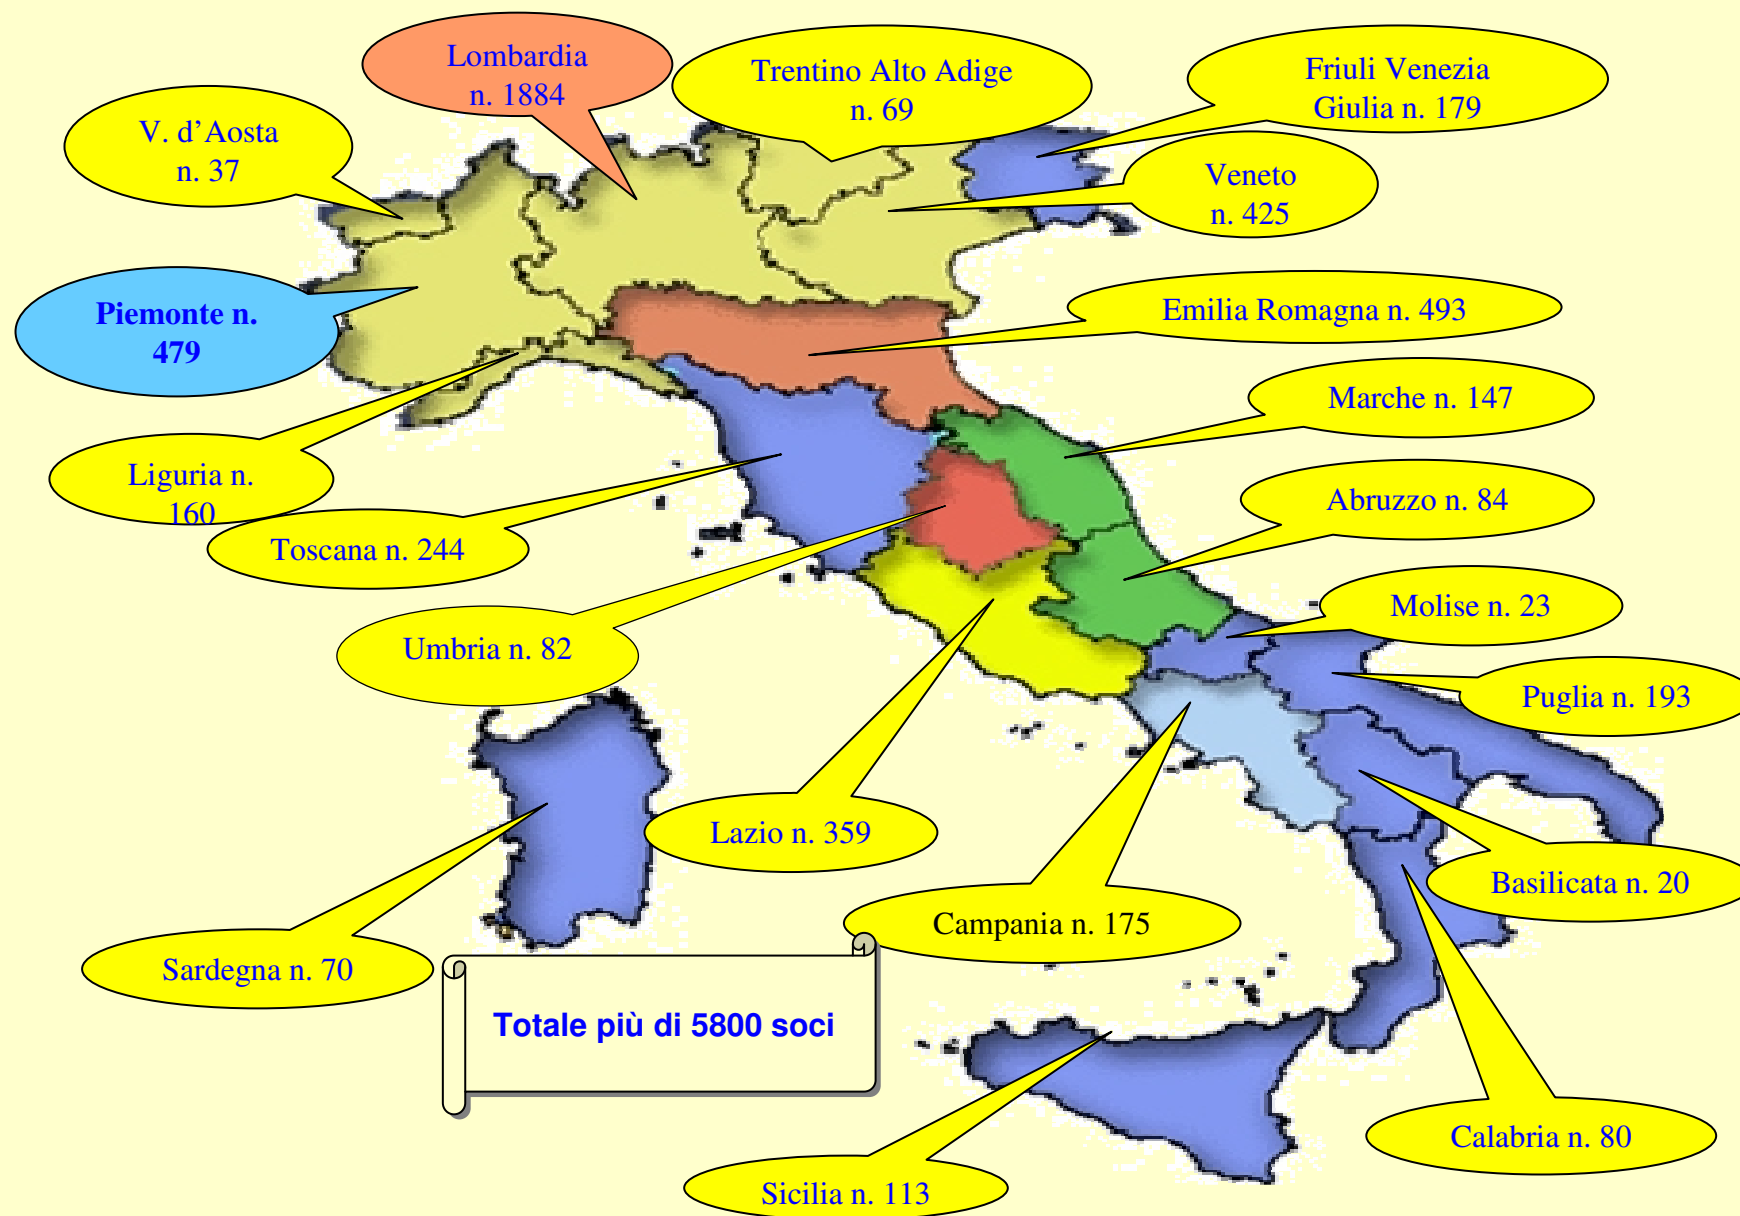 Lombardia
n. 1884
Trentino Alto Adige
n. 69
Friuli Venezia
Giulia n. 179
V. d’Aosta
n. 37
Veneto
n. 425
Piemonte n.
479
Emilia Romagna n. 493
Marche n. 147
Liguria n.
160
Abruzzo n. 84
Toscana n. 244
Molise n. 23
Umbria n. 82
Puglia n. 193
Lazio n. 359
Basilicata n. 20
Campania n. 175
Sardegna n. 70
Totale più di 5800 soci
Calabria n. 80
Sicilia n. 113